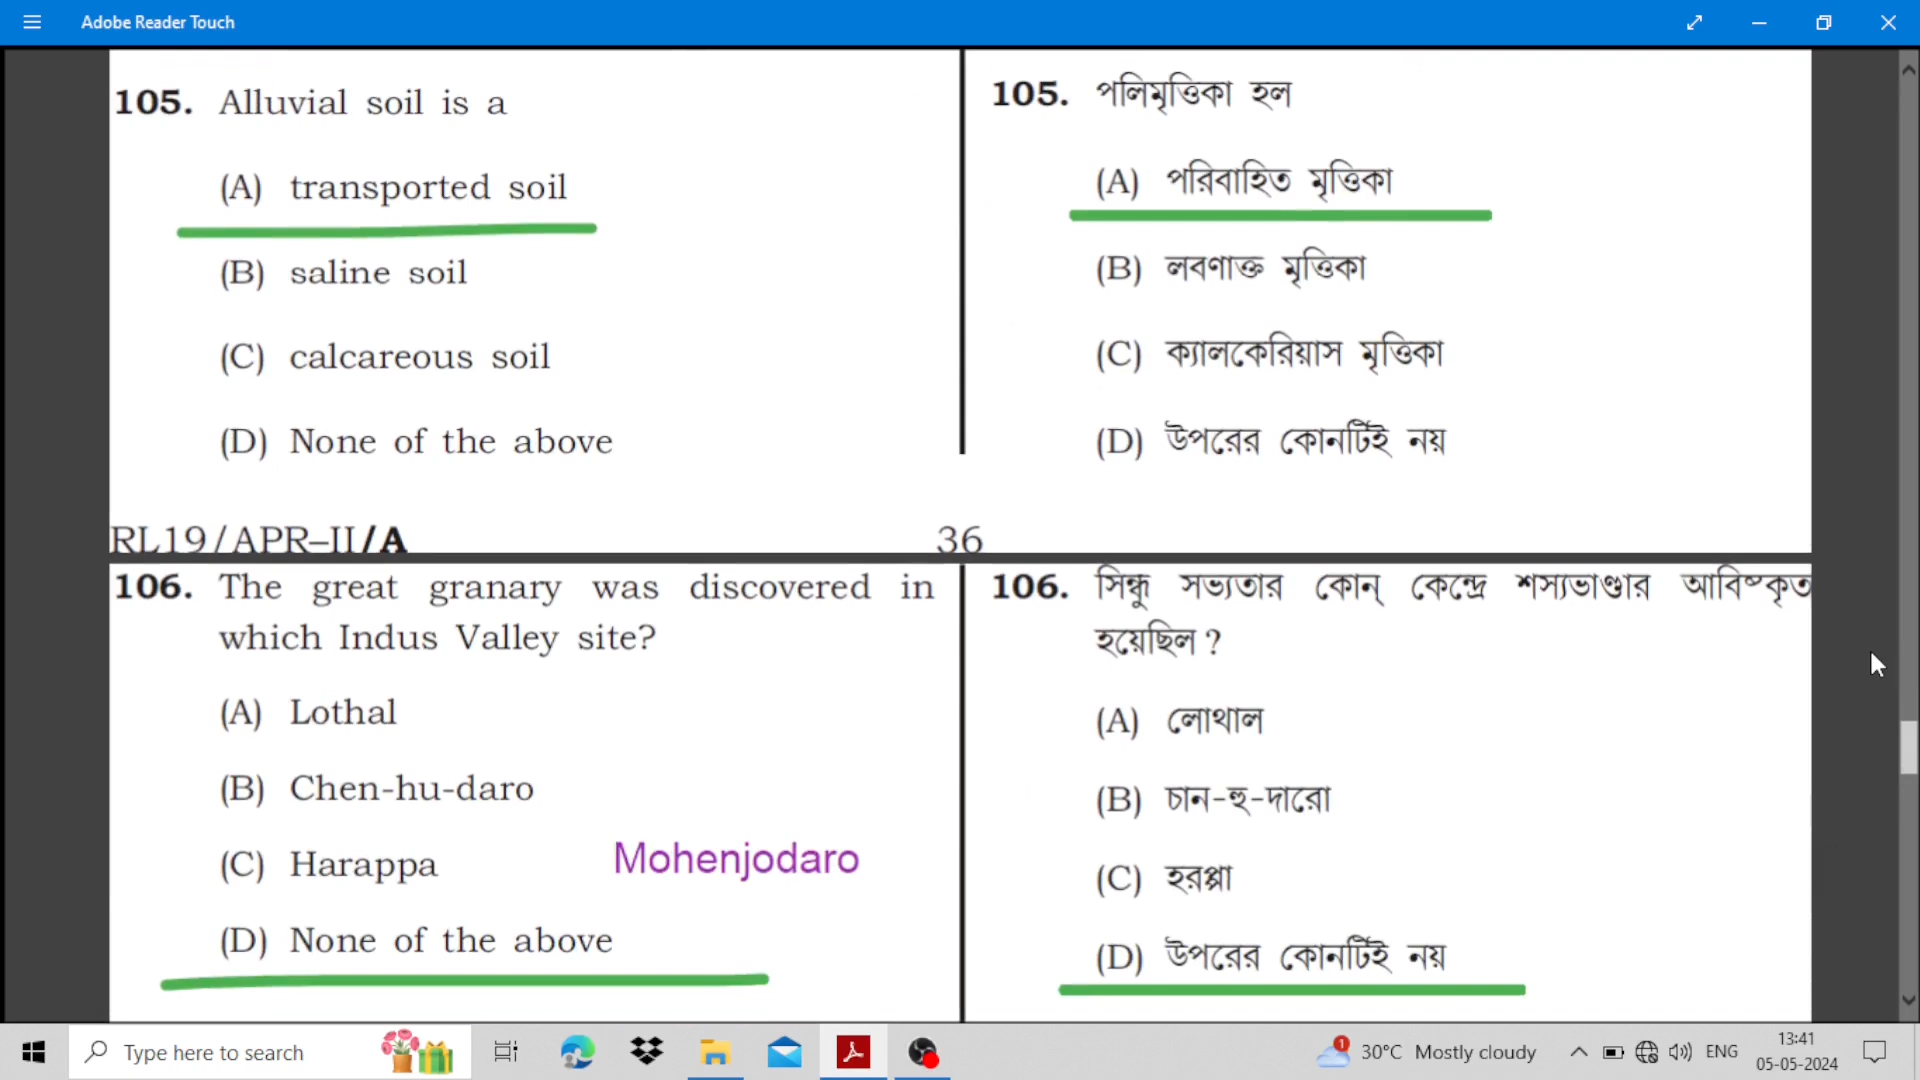 Adobe Reader Touch
105. Alluvial soil is a
(A) transported soil
(B) saline soil
(C) calcareous soil
(D) None of the above
105. পলিমৃত্তিকা হল
(A) পরিবাহিত মৃত্তিকা
(B) লবণাক্ত মৃত্তিকা
(C) ক্যালকেরিয়াস মৃত্তিকা
(D) উপরের কোনটিই নয়
RL19/APR–II/A 36
106. The great granary was discovered in
which Indus Valley site?
(A) Lothal
(B) Chen-hu-daro
(C) Harappa Mohenjodaro
(D) None of the above
106. সিন্ধু সভ্যতার কোন্ কেন্দ্রে শস্যভাণ্ডার আবিষ্কৃত
হয়েছিল ?
(A) লোথাল
(B) চান-হু-দারো
(C) হরপ্পা
(D) উপরের কোনটিই নয়
Type here to search
1
30°C Mostly cloudy
ENG
13:41
05-05-2024